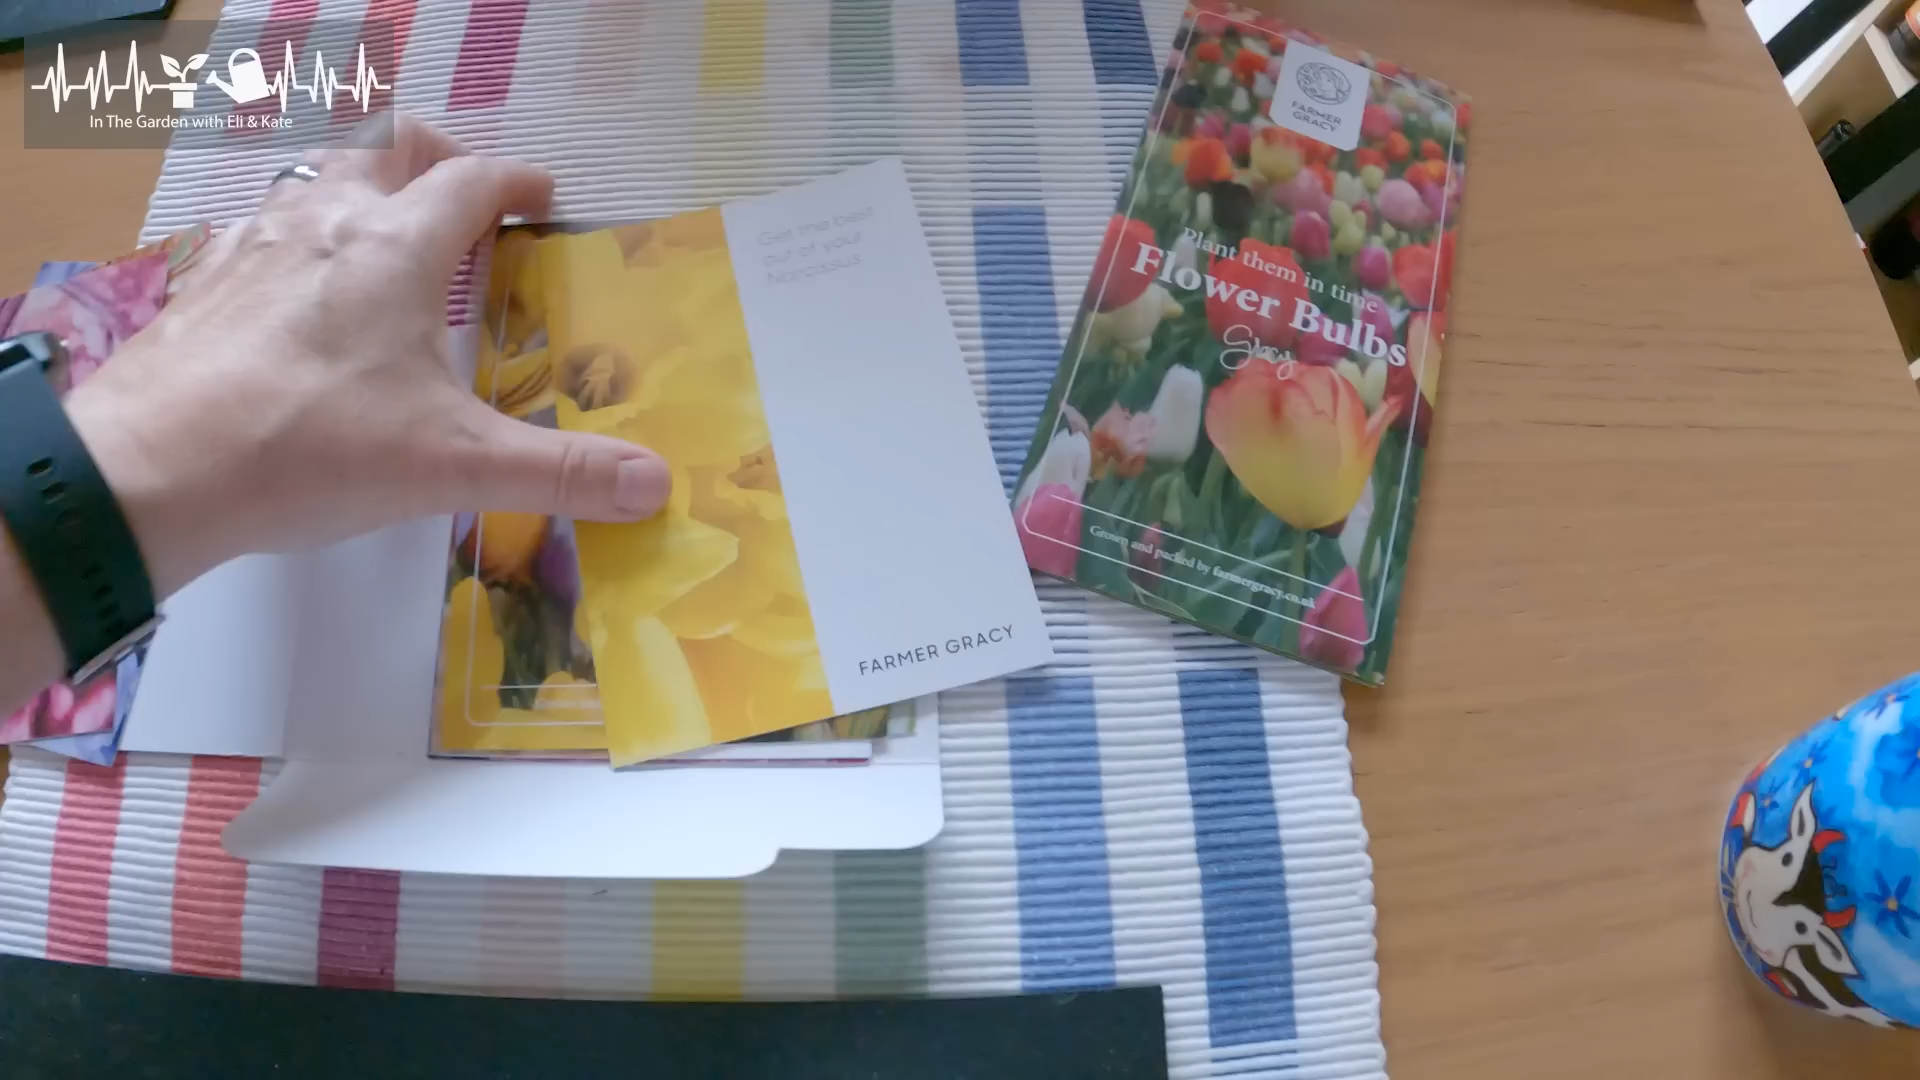 In The Garden with Eli & Kate
Get the best
out of your
Narcissus
FARMER GRACY
FARMER
GRACY
Plant them in time
Flower Bulbs
Gracy
Grown and packed by farmergracy.co.uk